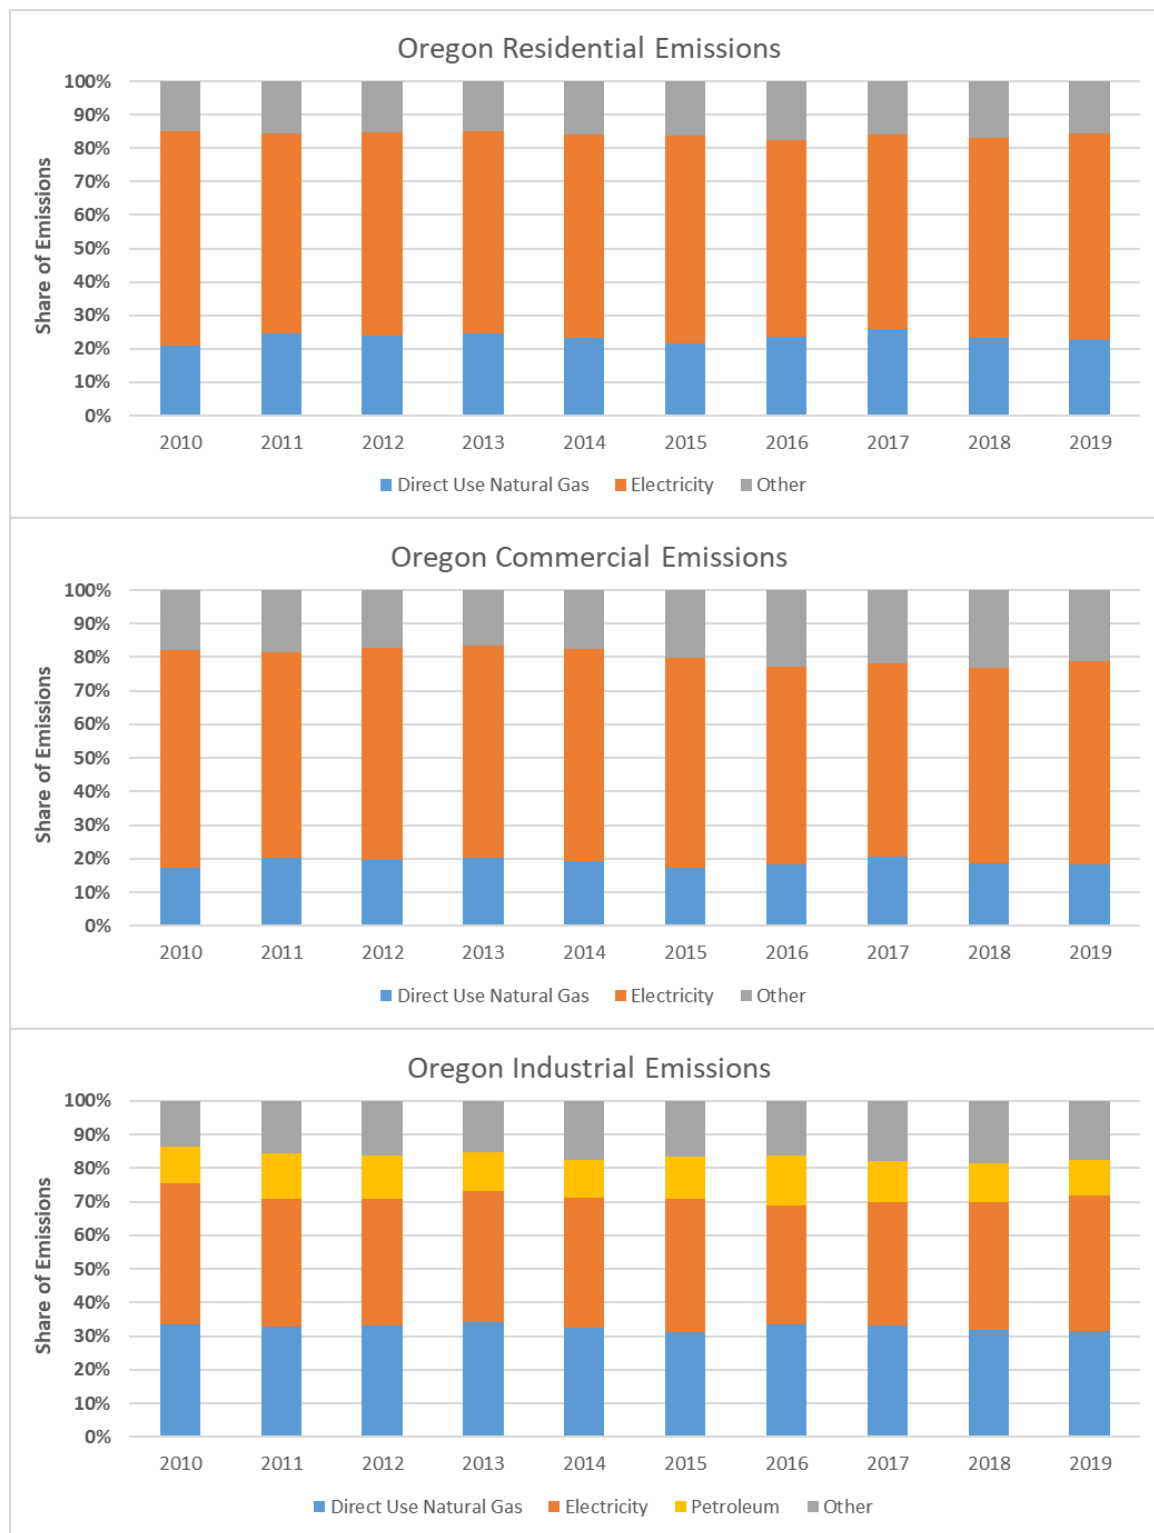 Oregon Residential Emissions
Share of Emissions
100%
90%
80%
70%
60%
50%
40%
30%
20%
10%
0%
2010 2011 2012 2013 2014 2015 2016 2017 2018 2019
Direct Use Natural Gas Electricity Other
Oregon Commercial Emissions
Share of Emissions
100%
90%
80%
70%
60%
50%
40%
30%
20%
10%
0%
2010 2011 2012 2013 2014 2015 2016 2017 2018 2019
Direct Use Natural Gas Electricity Other
Oregon Industrial Emissions
Share of Emissions
100%
90%
80%
70%
60%
50%
40%
30%
20%
10%
0%
2010 2011 2012 2013 2014 2015 2016 2017 2018 2019
Direct Use Natural Gas Electricity Petroleum Other